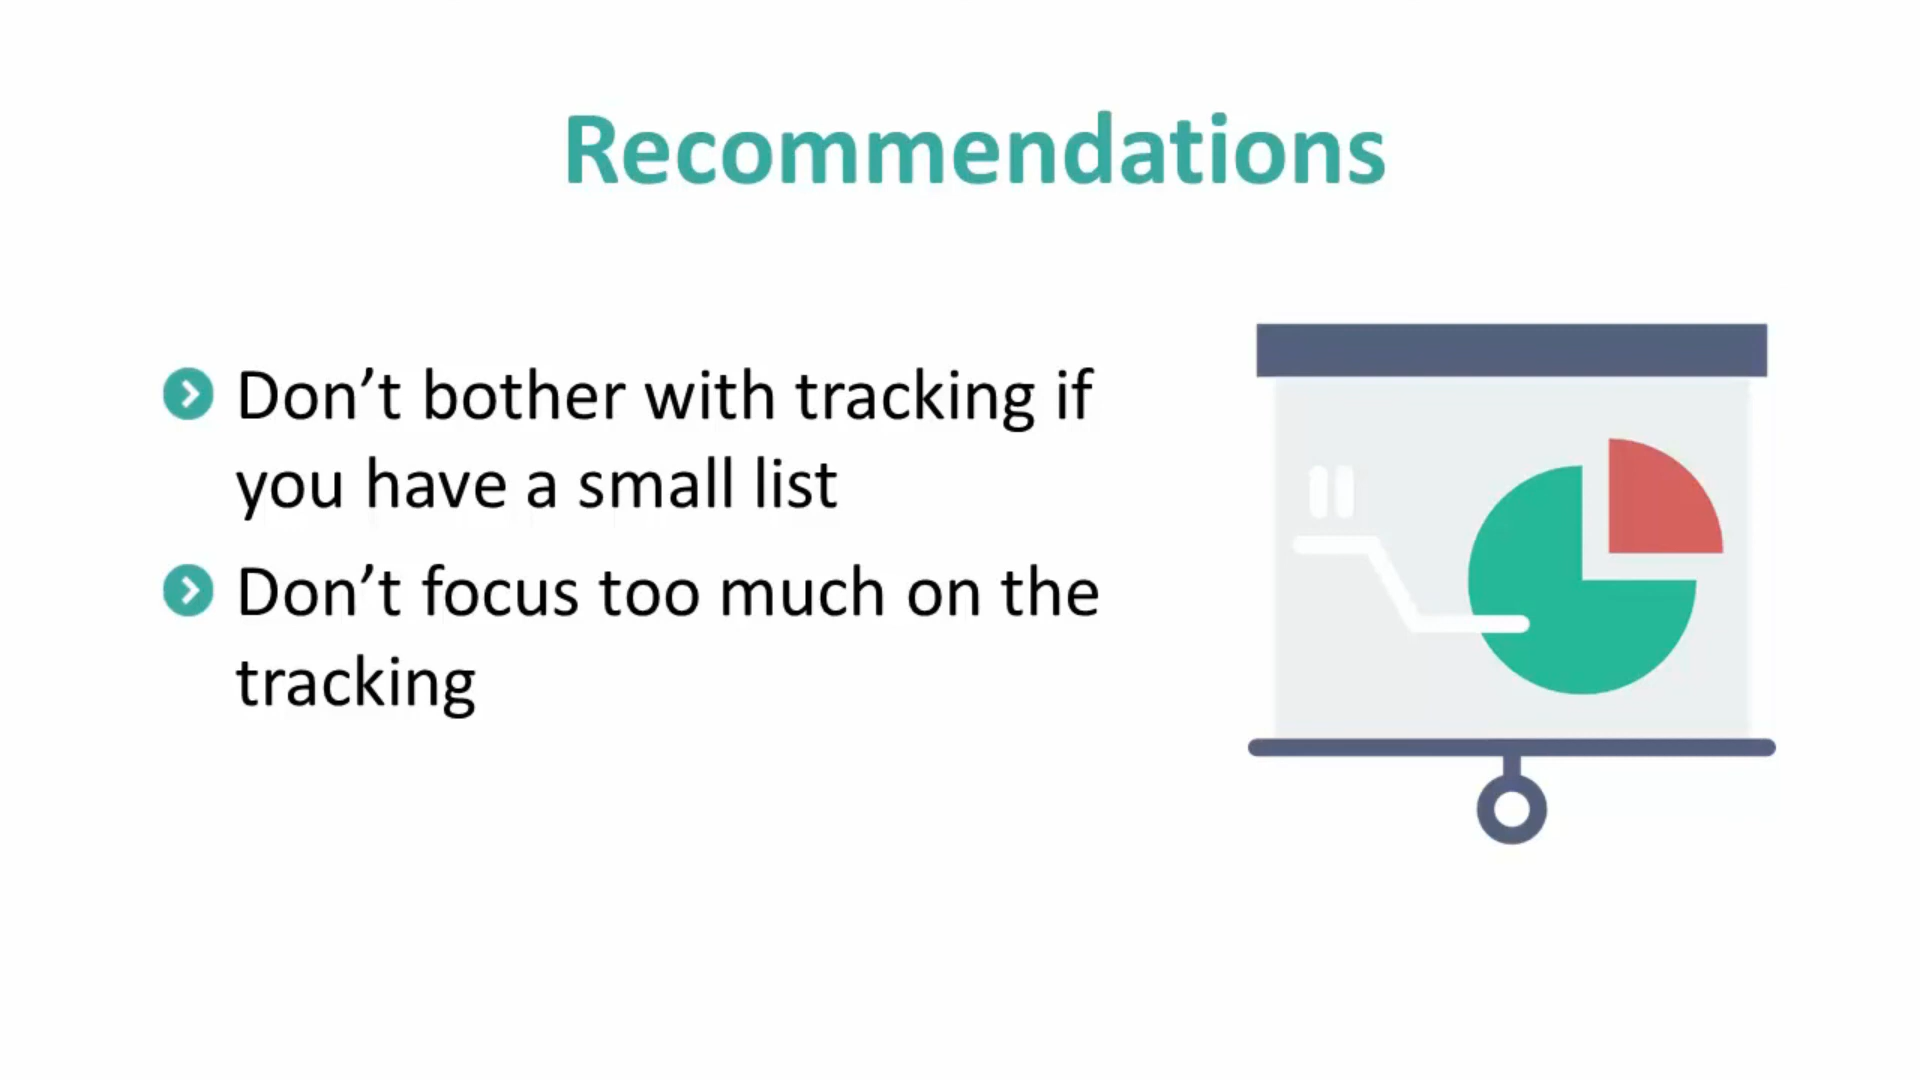 Recommendations
Don’t bother with tracking if
you have a small list
Don’t focus too much on the
tracking